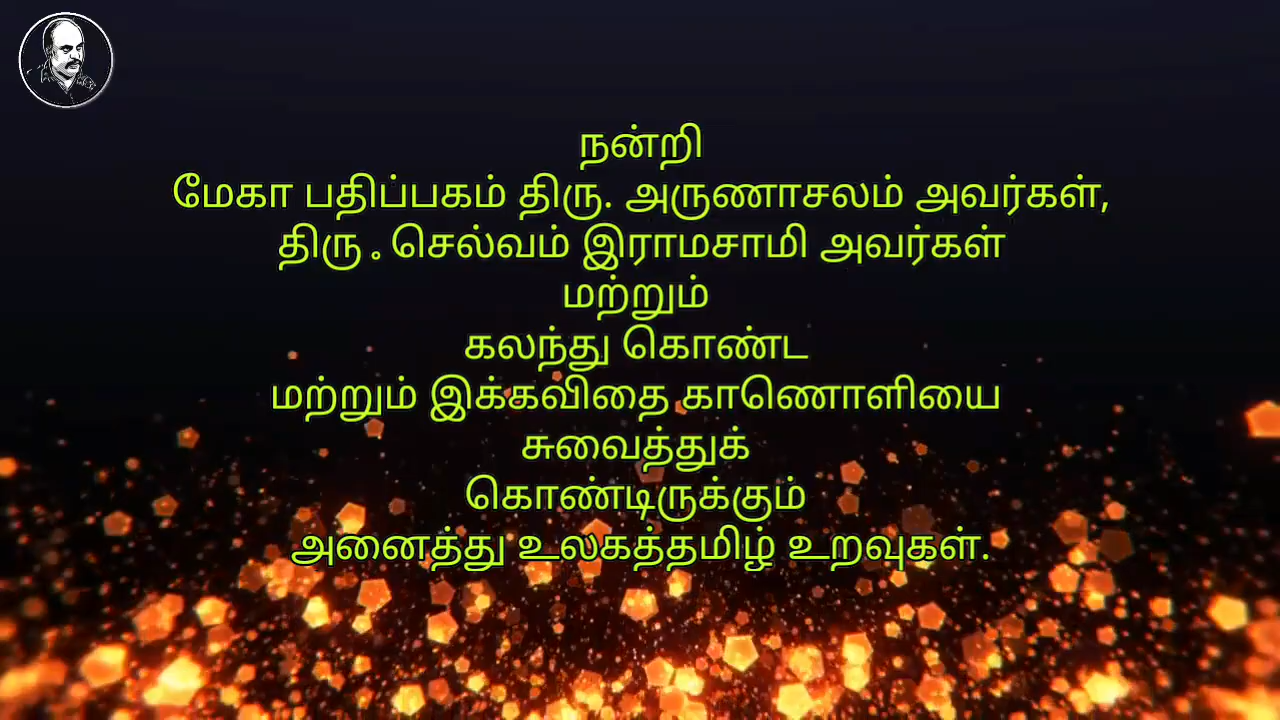 நன்றி
மேகா பதிப்பகம் திரு. அருணாசலம் அவர்கள்,
திரு . செல்வம் இராமசாமி அவர்கள்
மற்றும்
கலந்து கொண்ட
மற்றும் இக்கவிதை காணொளியை
சுவைத்துக்
கொண்டிருக்கும்
அனைத்து உலகத்தமிழ் உறவுகள்.